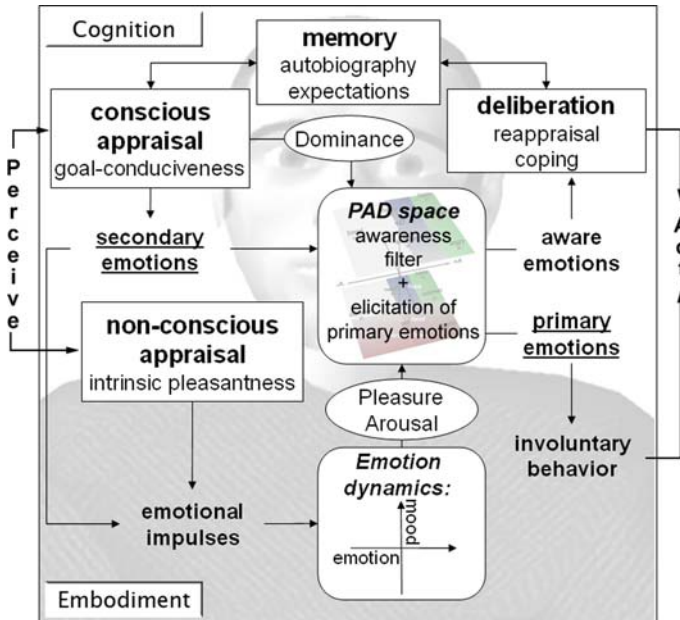 Cognition
memory
autobiography
expectations
conscious
appraisal
goal-conduciveness
Dominance
deliberation
reappraisal
coping
Perceive
secondary
emotions
PAD space
awareness
filter
+
elicitation of
primary emotions
aware
emotions
non-conscious
appraisal
intrinsic pleasantness
primary
emotions
Pleasure
Arousal
involuntary
behavior
Emotion
dynamics:
mood
emotion
emotional
impulses
Embodiment